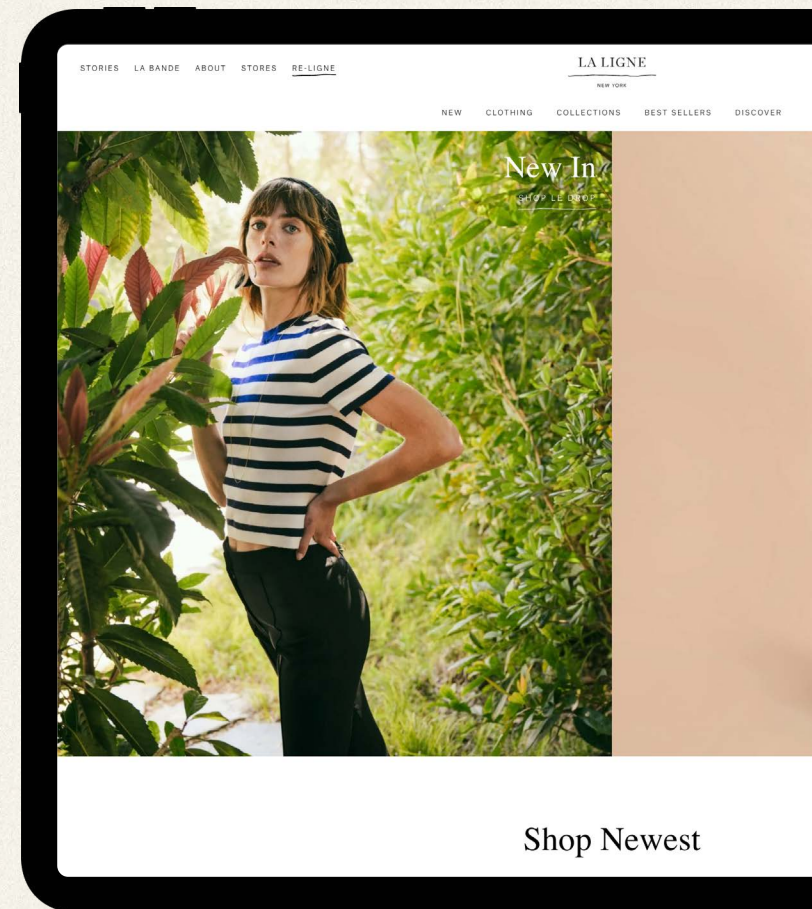 STORIES LA BANDE ABOUT STORES RE-LIGNE
LA LIGNE
NEW YORK
NEW CLOTHING COLLECTIONS BEST SELLERS DISCOVER
New In
SHOP LE DROP
Shop Newest